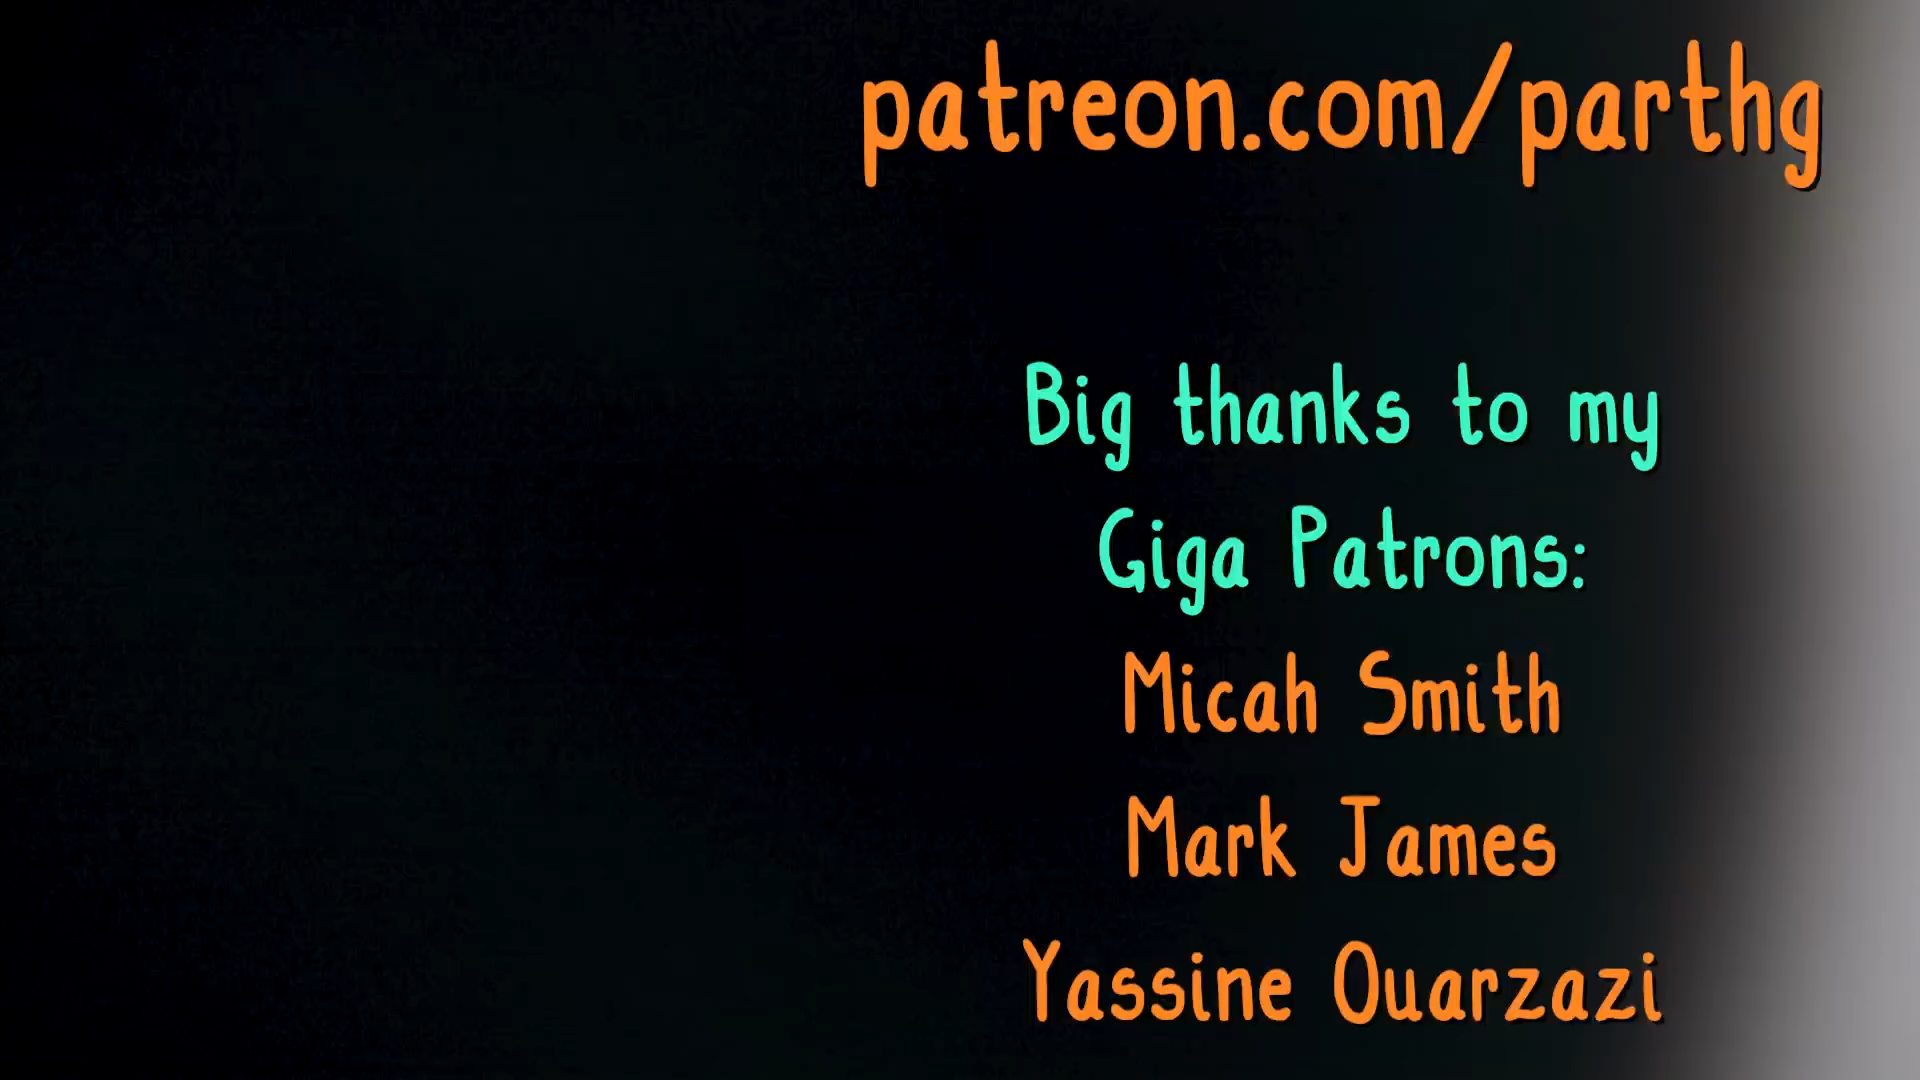 patreon.com/parthg
Big thanks to my
Giga Patrons:
Micah Smith
Mark James
Yassine Ouarzazi